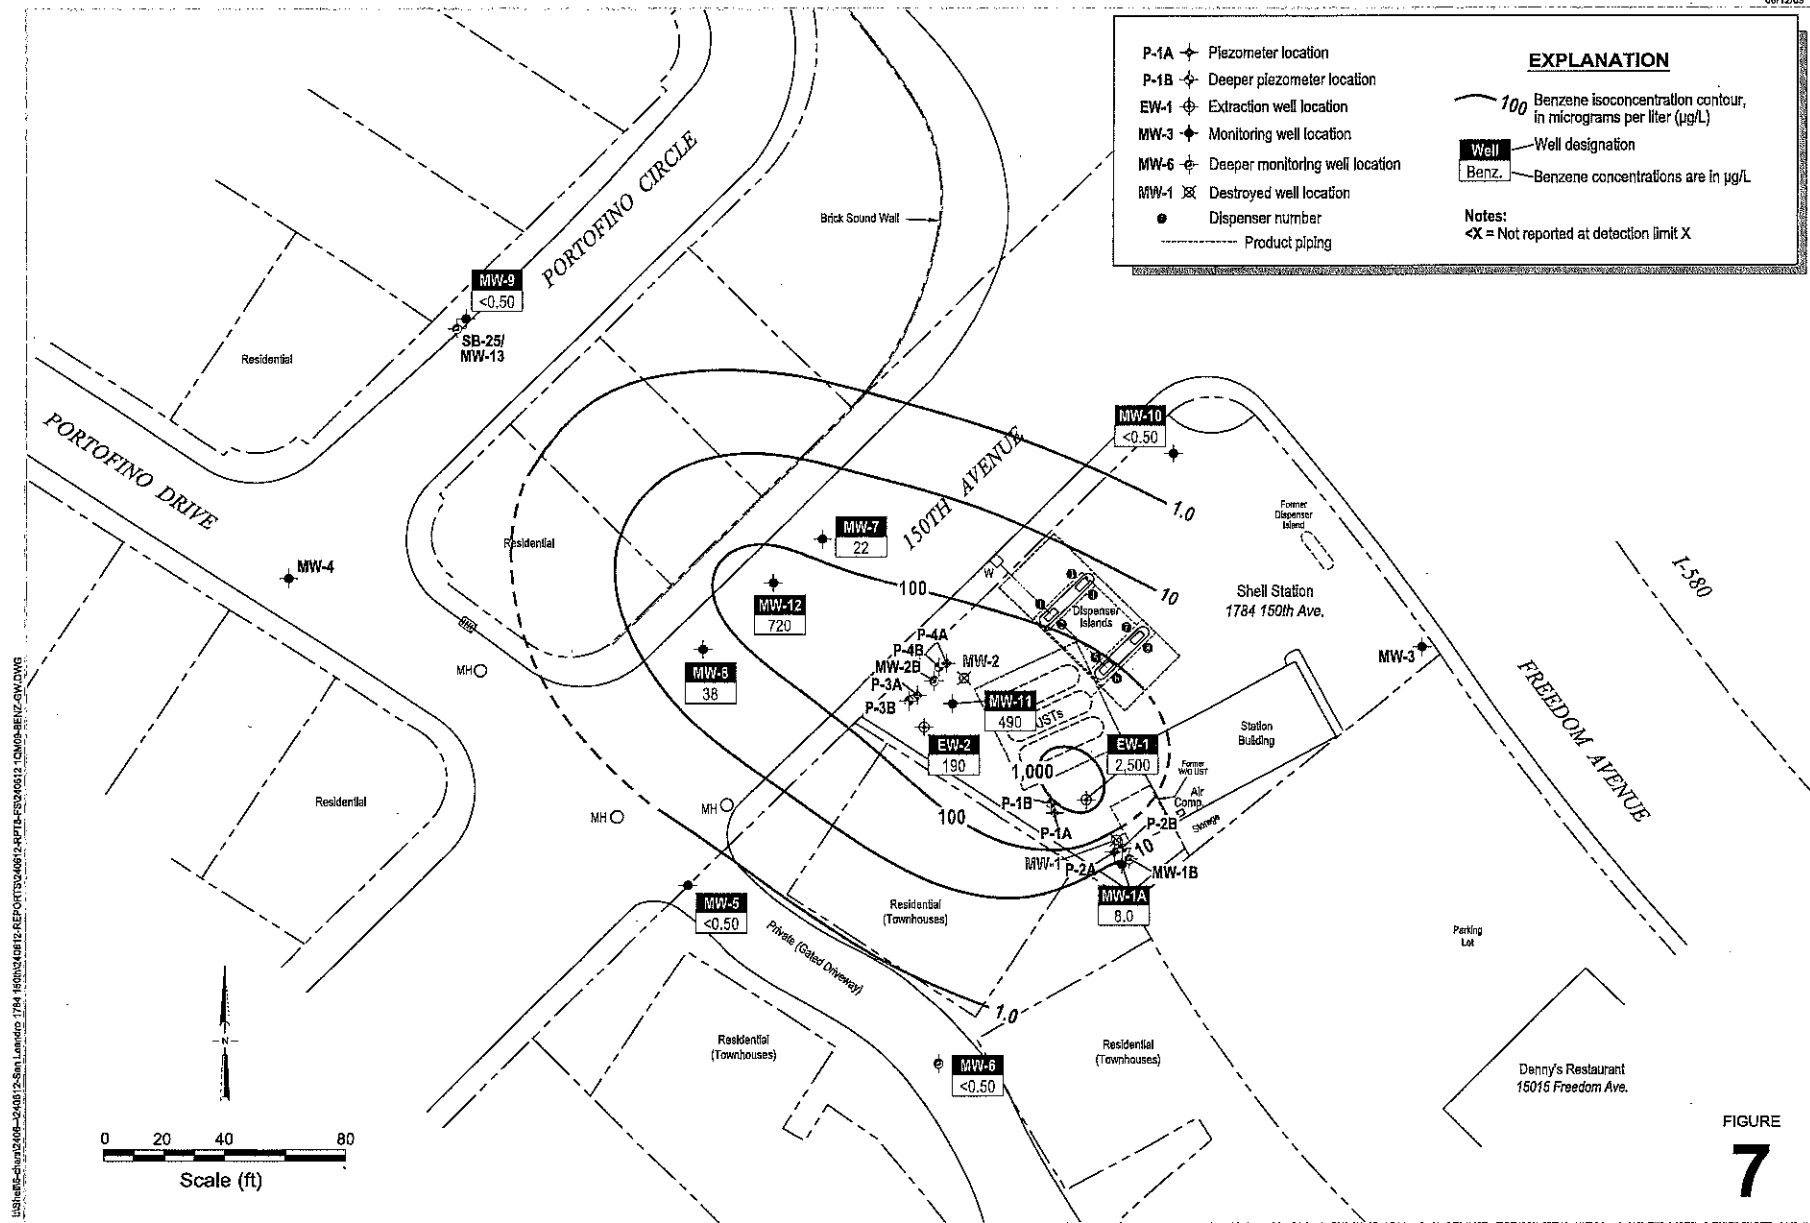 P-1A Piezometer location
P-1B Deeper piezometer location
EW-1 Extraction well location
MW-3 Monitoring well location
MW-6 Deeper monitoring well location
MW-1 Destroyed well location
Dispenser number
Product piping
EXPLANATION
100 Benzene isoconcentration contour,
in micrograms per liter (µg/L)
Well
Well designation
Benz.
Benzene concentrations are in µg/L
Notes:
<X = Not reported at detection limit X
PORTOFINO CIRCLE
Brick Sound Wall
MW-9
<0.50
SB-25/
MW-13
Residential
PORTOFINO DRIVE
MW-10
<0.50
150TH AVENUE
1.0
Former
Dispenser
Island
MW-7
22
Residential
MW-4
W
100
10
Dispenser
Islands
Shell Station
1784 150th Ave.
I-580
MW-12
720
P-4A
P-4B
MW-2B
MW-2
P-3A
P-3B
MH
MW-8
38
MW-11
490
USTs
MW-3
FREEDOM AVENUE
EW-2
190
EW-1
2,500
Station
Building
1,000
Former
W/O UST
Air
Comp.
Storage
Residential
MH
MH
100
P-1B
P-1A
P-2B
MW-1
P-2A
10
MW-1B
MW-1A
8.0
MW-5
<0.50
Residential
(Townhouses)
Private (Gated Driveway)
Parking
Lot
1.0
N
Residential
(Townhouses)
MW-6
<0.50
Residential
(Townhouses)
Denny's Restaurant
15015 Freedom Ave.
0 20 40 80
Scale (ft)
FIGURE
7